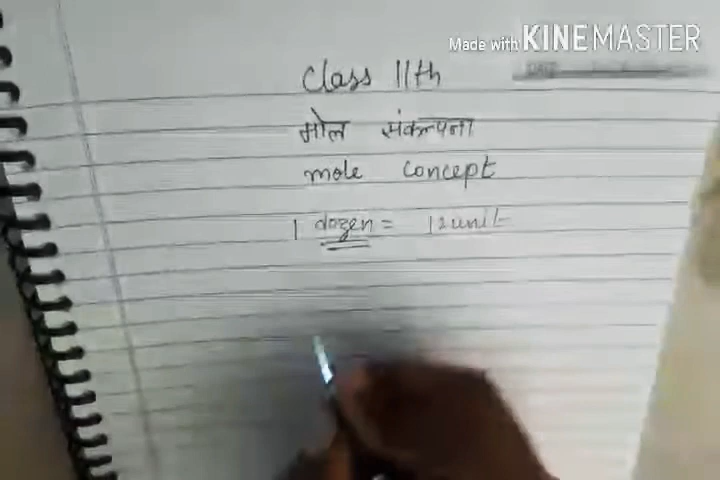 Made with KINEMASTER
Class 11th
मोल संकल्पना
mole concept
1 dozen = 12 unit